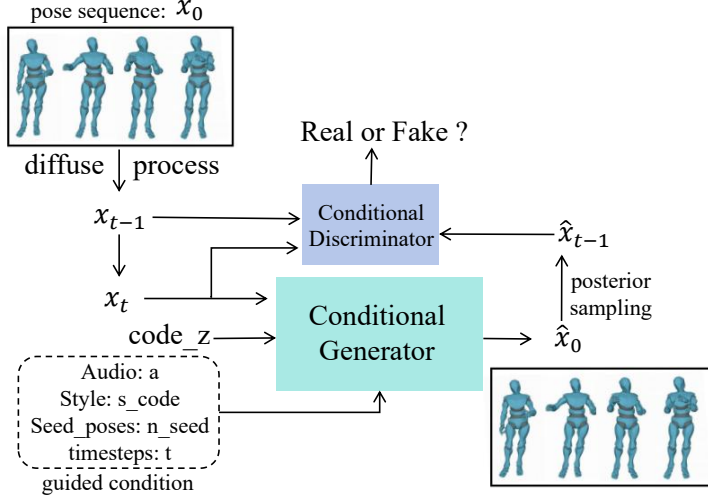 pose sequence: x₀
diffuse process
Real or Fake ?
xₜ₋₁
Conditional
Discriminator
x̂ₜ₋₁
xₜ
posterior
sampling
code_z
Conditional
Generator
x̂₀
Audio: a
Style: s_code
Seed_poses: n_seed
timesteps: t
guided condition